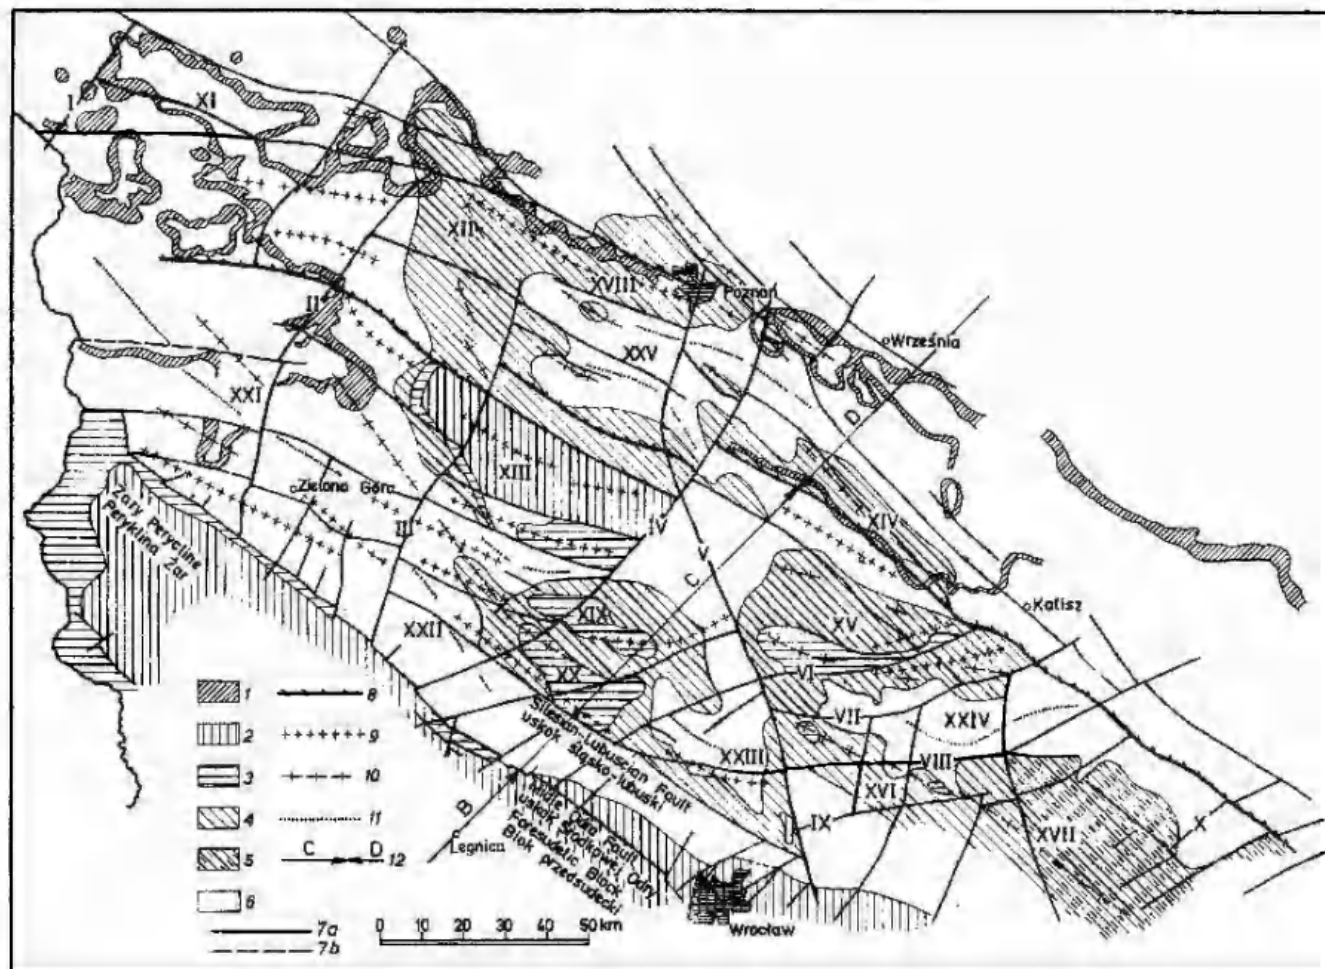 I
XI
XII
XVIII
Poznań
II
XXV
Września
XXI
D
Zielona Góra
XIII
III
IV
V
XIV
C
Żary Perycline
Peryklina Żar
Kalisz
XIX
XV
XXII
XX
VI
VII
XXIV
Silesian-Lubuscian Fault
uskok śląsko-lubuski
XXIII
VIII
XVI
Middle Odra Fault
uskok Środkowej Odry
Foresudetic Block
Blok przedsudecki
B
Legnica
IX
XVII
X
Wrocław
1
8
2
9
3
10
4
11
5
C D 12
6
7a
7b
0 10 20 30 40 50 km